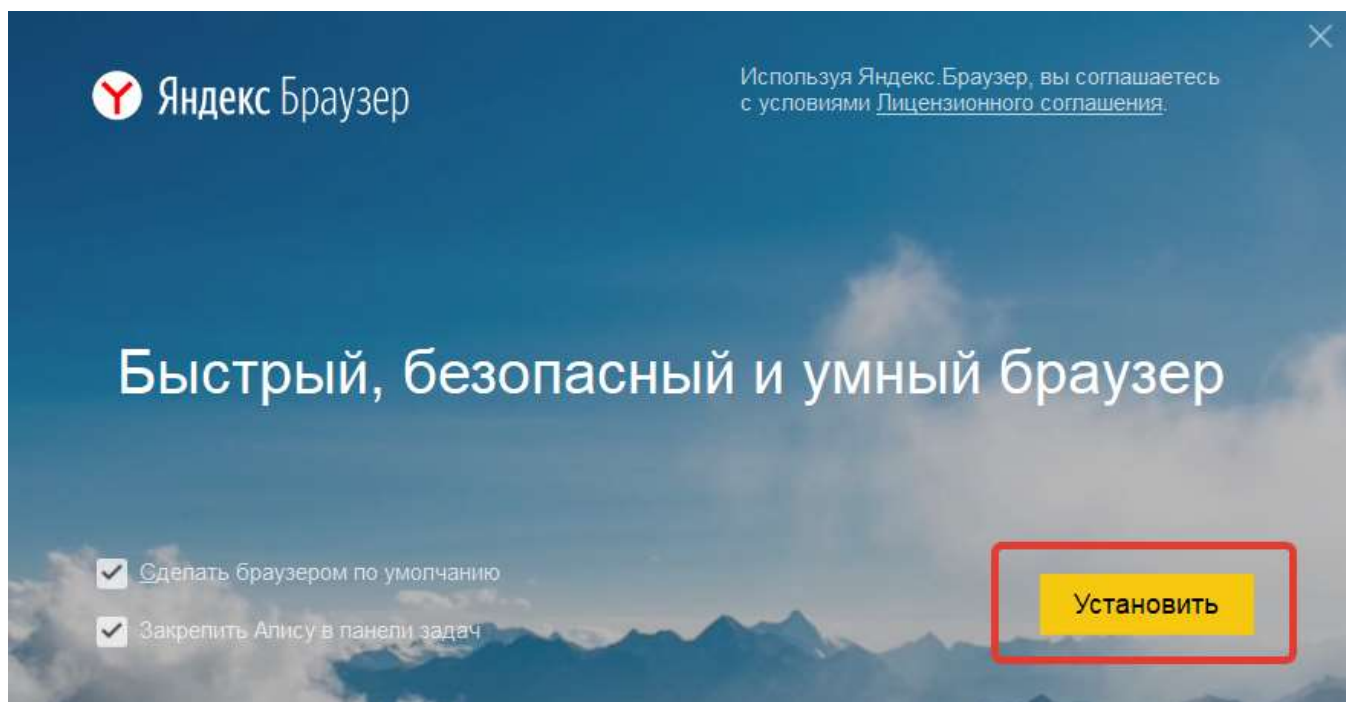 Яндекс Браузер
Используя Яндекс.Браузер, вы соглашаетесь
с условиями Лицензионного соглашения.
Быстрый, безопасный и умный браузер
Сделать браузером по умолчанию
Закрепить Алису в панели задач
Установить